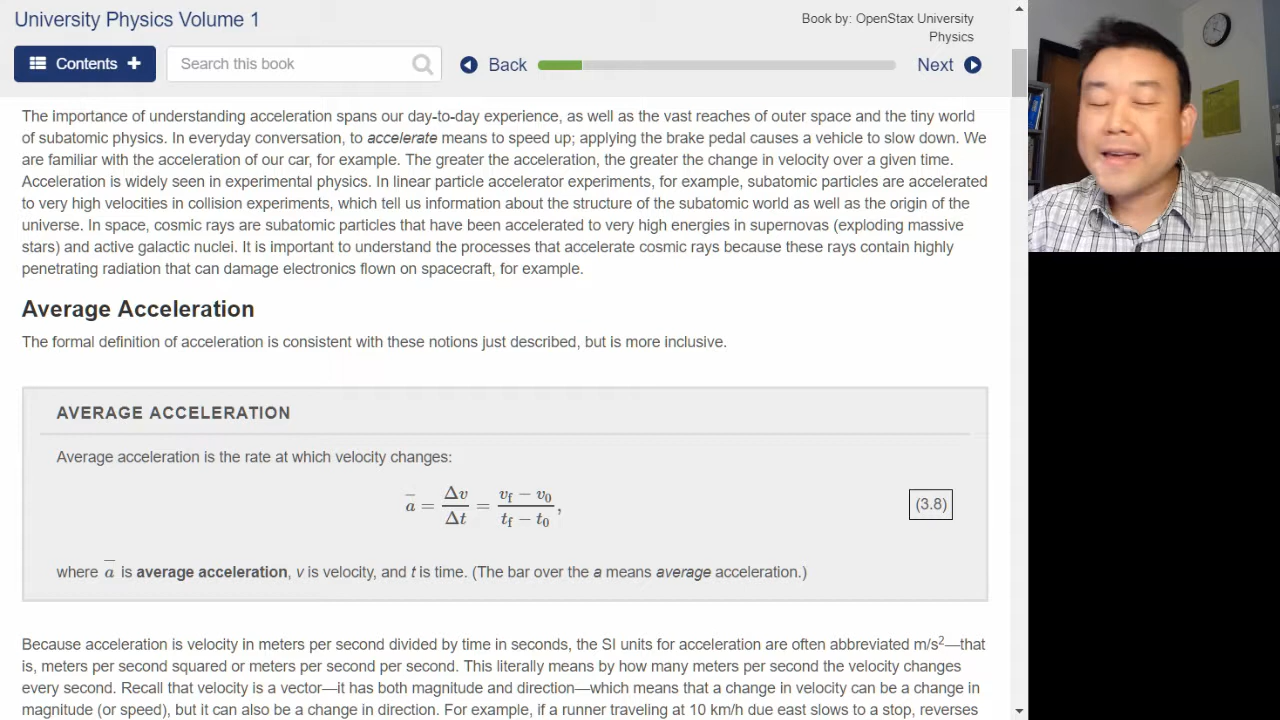 University Physics Volume 1
Book by: OpenStax University
Physics
Contents +
Search this book
Back
Next
The importance of understanding acceleration spans our day-to-day experience, as well as the vast reaches of outer space and the tiny world
of subatomic physics. In everyday conversation, to accelerate means to speed up; applying the brake pedal causes a vehicle to slow down. We
are familiar with the acceleration of our car, for example. The greater the acceleration, the greater the change in velocity over a given time.
Acceleration is widely seen in experimental physics. In linear particle accelerator experiments, for example, subatomic particles are accelerated
to very high velocities in collision experiments, which tell us information about the structure of the subatomic world as well as the origin of the
universe. In space, cosmic rays are subatomic particles that have been accelerated to very high energies in supernovas (exploding massive
stars) and active galactic nuclei. It is important to understand the processes that accelerate cosmic rays because these rays contain highly
penetrating radiation that can damage electronics flown on spacecraft, for example.
Average Acceleration
The formal definition of acceleration is consistent with these notions just described, but is more inclusive.
AVERAGE ACCELERATION
Average acceleration is the rate at which velocity changes:
a̅ = Δv/Δt = (v_f − v_0)/(t_f − t_0), (3.8)
where a̅ is average acceleration, v is velocity, and t is time. (The bar over the a means average acceleration.)
Because acceleration is velocity in meters per second divided by time in seconds, the SI units for acceleration are often abbreviated m/s²—that
is, meters per second squared or meters per second per second. This literally means by how many meters per second the velocity changes
every second. Recall that velocity is a vector—it has both magnitude and direction—which means that a change in velocity can be a change in
magnitude (or speed), but it can also be a change in direction. For example, if a runner traveling at 10 km/h due east slows to a stop, reverses